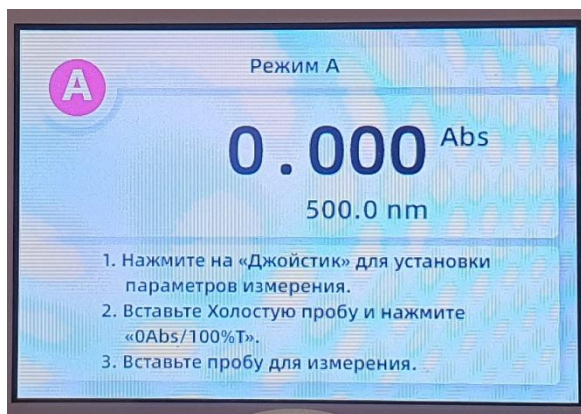 A
Режим А
0.000 Abs
500.0 nm
1. Нажмите на «Джойстик» для установки
параметров измерения.
2. Вставьте Холостую пробу и нажмите
«0Abs/100%T».
3. Вставьте пробу для измерения.